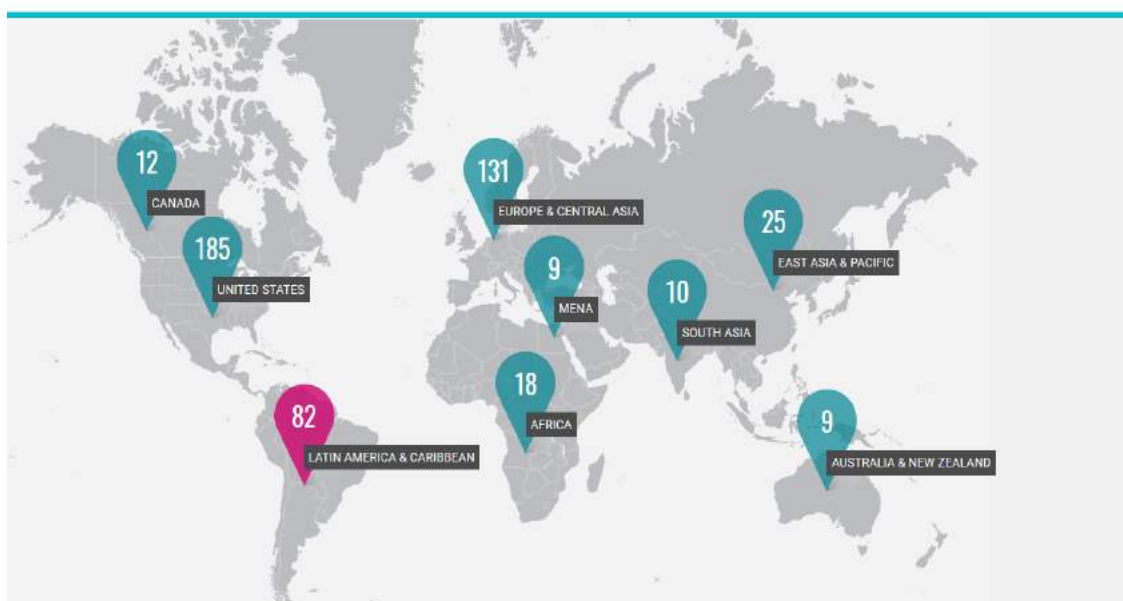 12
CANADA
185
UNITED STATES
131
EUROPE & CENTRAL ASIA
25
EAST ASIA & PACIFIC
9
MENA
10
SOUTH ASIA
18
AFRICA
82
LATIN AMERICA & CARIBBEAN
9
AUSTRALIA & NEW ZEALAND